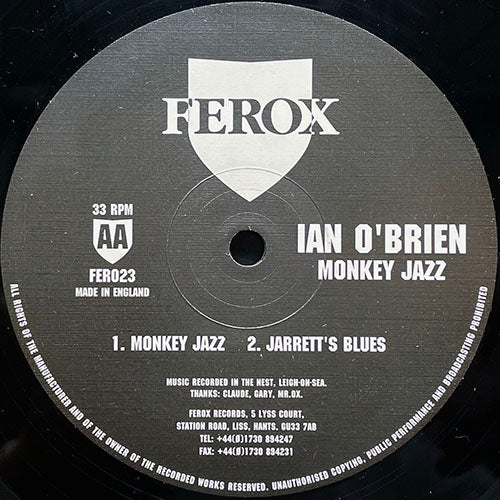 FEROX
33 RPM
AA
FER023
MADE IN ENGLAND
IAN O'BRIEN
MONKEY JAZZ
1. MONKEY JAZZ 2. JARRETT'S BLUES
MUSIC RECORDED IN THE NEST, LEIGH-ON-SEA.
THANKS: CLAUDE, GARY, MR.OX.
FEROX RECORDS, 5 LYSS COURT,
STATION ROAD, LISS, HANTS. GU33 7AB
TEL: +44(0)1730 894247
FAX: +44(0)1730 894231
ALL RIGHTS OF THE MANUFACTURER AND OF THE OWNER OF THE RECORDED WORKS RESERVED. UNAUTHORISED COPYING, PUBLIC PERFORMANCE AND BROADCASTING PROHIBITED